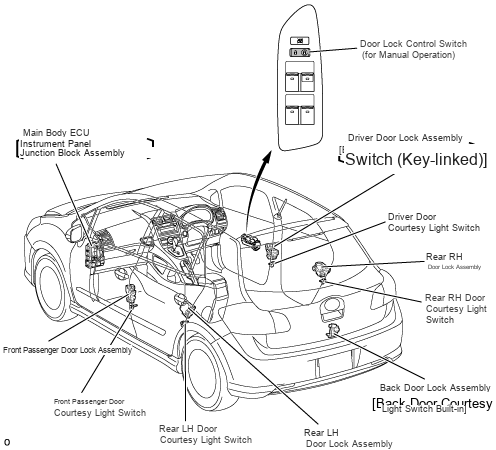 Door Lock Control Switch
(for Manual Operation)
Main Body ECU
Instrument Panel
Junction Block Assembly
Driver Door Lock Assembly
Switch (Key-linked)]
Driver Door
Courtesy Light Switch
Rear RH
Door Lock Assembly
Rear RH Door
Courtesy Light
Switch
Front Passenger Door Lock Assembly
Back Door Lock Assembly
[Back Door Courtesy
Light Switch Built-in]
Front Passenger Door
Courtesy Light Switch
Rear LH Door
Courtesy Light Switch
Rear LH
Door Lock Assembly
o